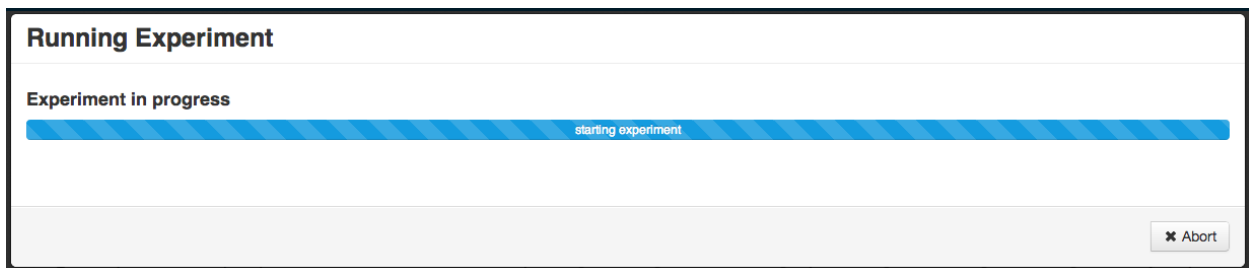 Running Experiment
Experiment in progress
starting experiment
✖ Abort